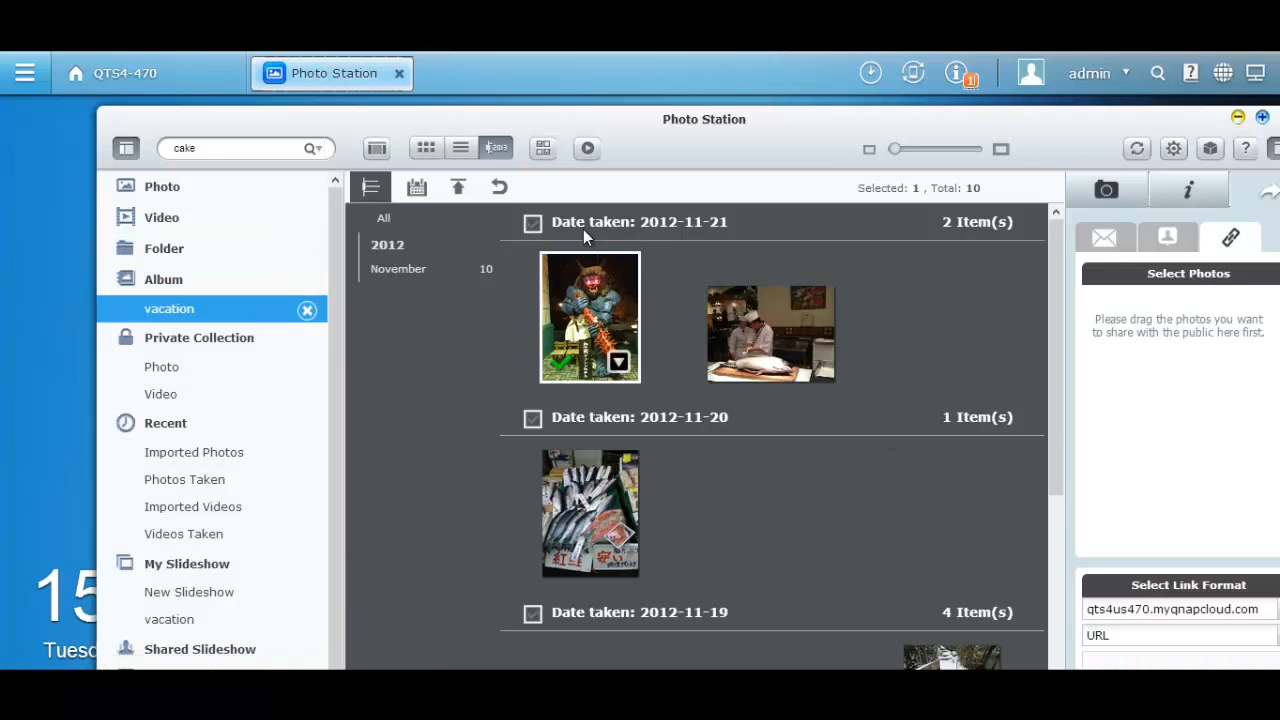 QTS4-470
Photo Station
1
admin
Photo Station
cake
2013
Selected: 1 , Total: 10
Photo
Video
Folder
Album
vacation
Private Collection
Photo
Video
Recent
Imported Photos
Photos Taken
Imported Videos
Videos Taken
My Slideshow
New Slideshow
vacation
Shared Slideshow
All
2012
November 10
Date taken: 2012-11-21 2 Item(s)
Date taken: 2012-11-20 1 Item(s)
安い
Date taken: 2012-11-19 4 Item(s)
Select Photos
Please drag the photos you want
to share with the public here first.
Select Link Format
qts4us470.myqnapcloud.com
URL
15
Tuesd